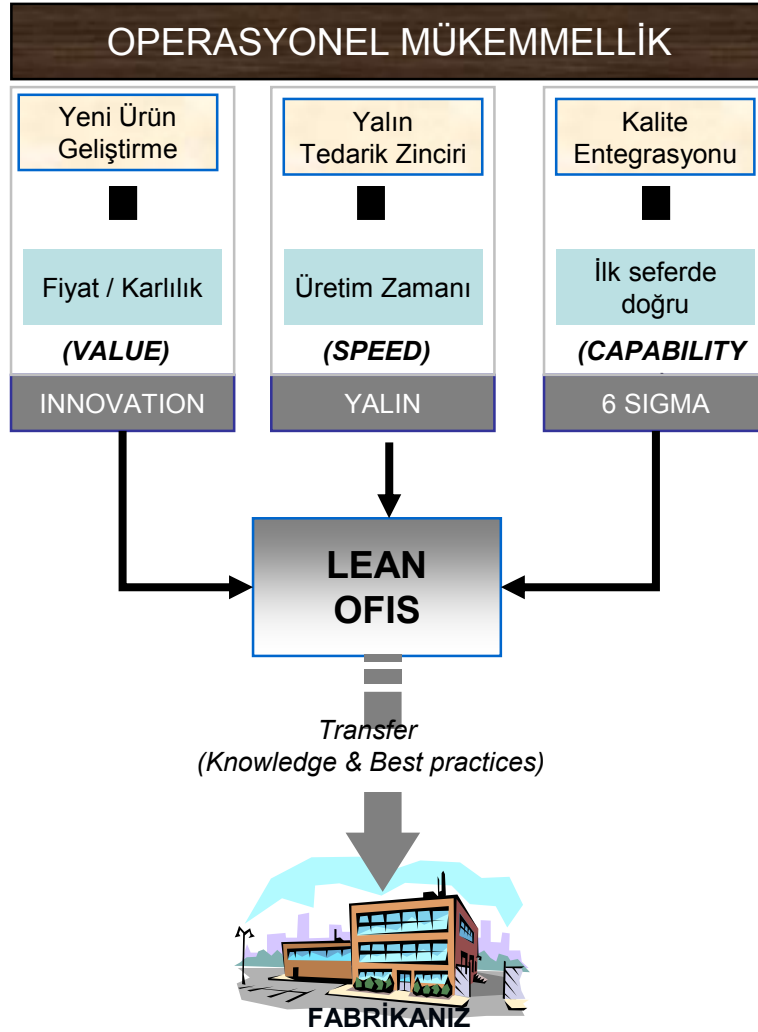 OPERASYONEL MÜKEMMELLİK
Yeni Ürün
Geliştirme
Fiyat / Karlılık
(VALUE)
INNOVATION
Yalın
Tedarik Zinciri
Üretim Zamanı
(SPEED)
YALIN
Kalite
Entegrasyonu
İlk seferde
doğru
(CAPABILITY
6 SIGMA
LEAN
OFIS
Transfer
(Knowledge & Best practices)
FABRİKANIZ